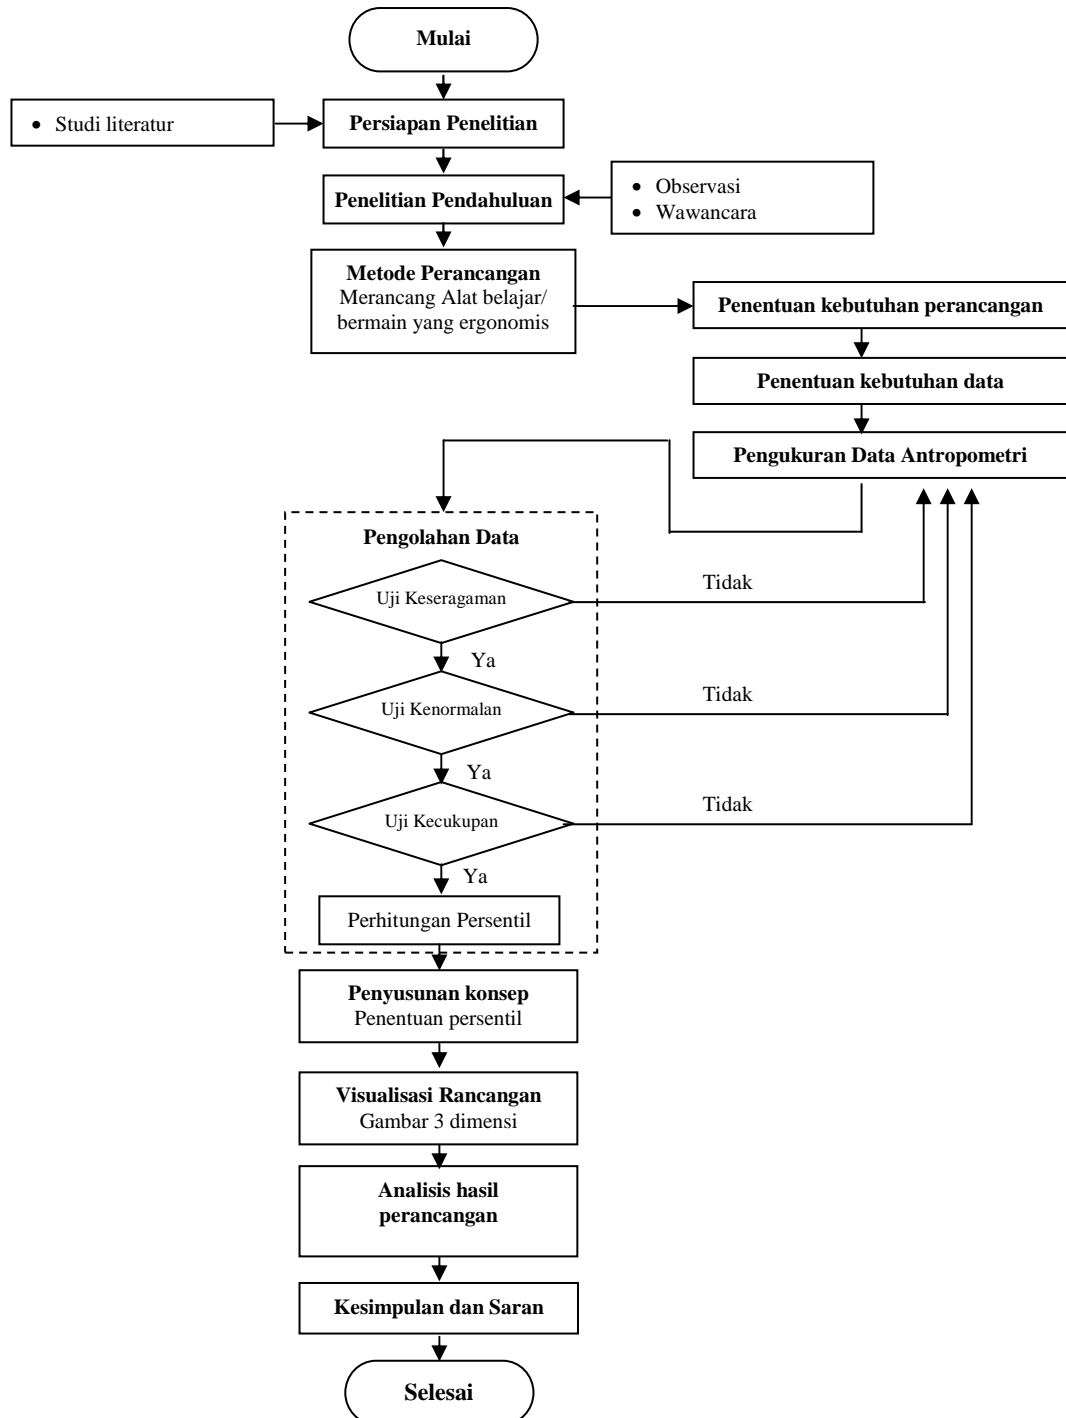 Mulai
• Studi literatur
Persiapan Penelitian
Penelitian Pendahuluan
• Observasi
• Wawancara
Metode Perancangan
Merancang Alat belajar/
bermain yang ergonomis
Penentuan kebutuhan perancangan
Penentuan kebutuhan data
Pengukuran Data Antropometri
Pengolahan Data
Uji Keseragaman
Tidak
Ya
Uji Kenormalan
Tidak
Ya
Uji Kecukupan
Tidak
Ya
Perhitungan Persentil
Penyusunan konsep
Penentuan persentil
Visualisasi Rancangan
Gambar 3 dimensi
Analisis hasil
perancangan
Kesimpulan dan Saran
Selesai